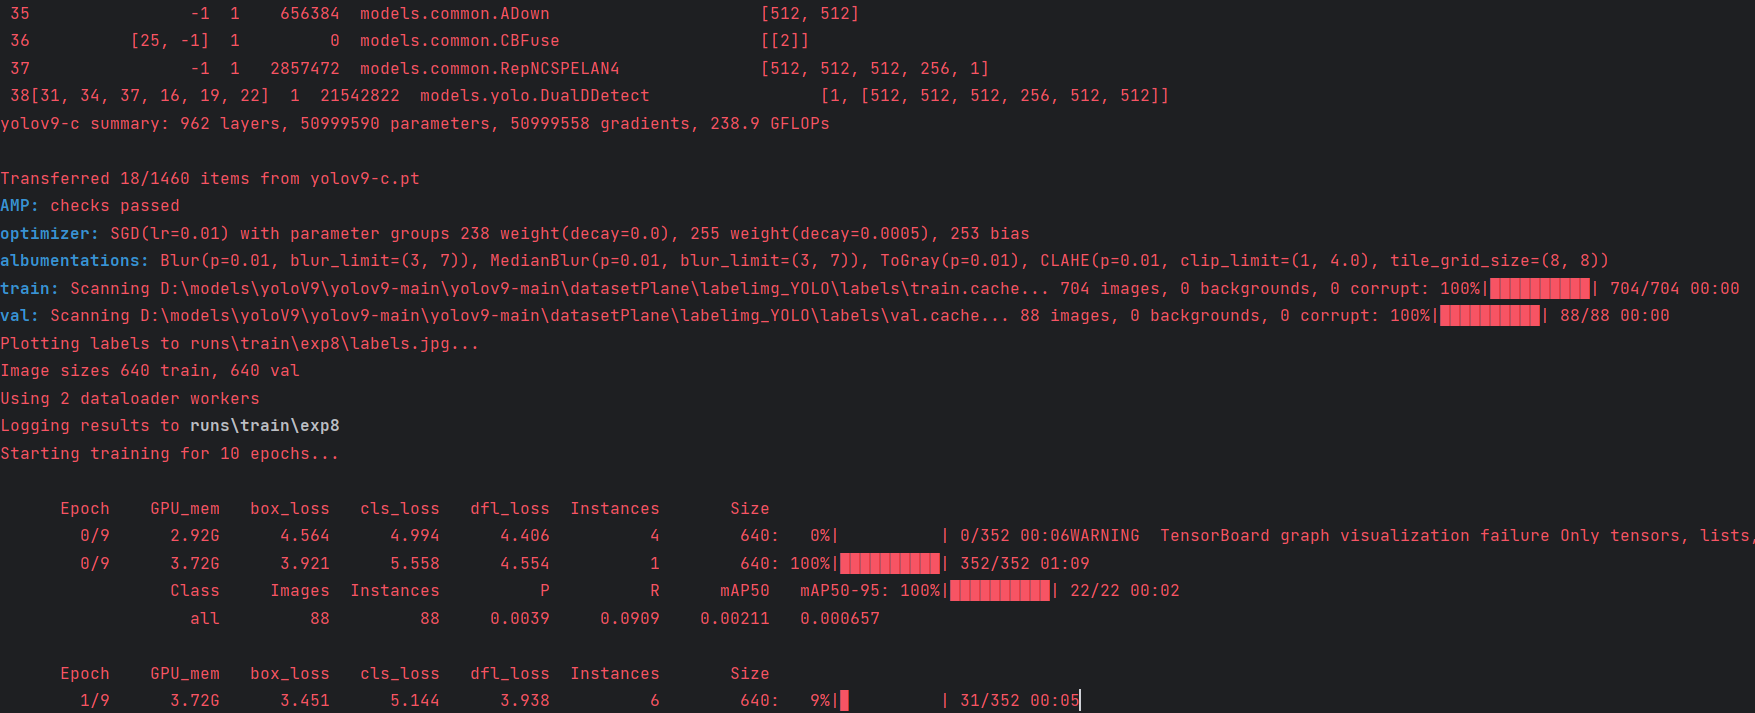 35 -1 1 656384 models.common.ADown [512, 512]
36 [25, -1] 1 0 models.common.CBFuse [[2]]
37 -1 1 2857472 models.common.RepNCSPELAN4 [512, 512, 512, 256, 1]
38[31, 34, 37, 16, 19, 22] 1 21542822 models.yolo.DualDDetect [1, [512, 512, 512, 256, 512, 512]]
yolov9-c summary: 962 layers, 50999590 parameters, 50999558 gradients, 238.9 GFLOPs
Transferred 18/1460 items from yolov9-c.pt
AMP: checks passed
optimizer: SGD(lr=0.01) with parameter groups 238 weight(decay=0.0), 255 weight(decay=0.0005), 253 bias
albumentations: Blur(p=0.01, blur_limit=(3, 7)), MedianBlur(p=0.01, blur_limit=(3, 7)), ToGray(p=0.01), CLAHE(p=0.01, clip_limit=(1, 4.0), tile_grid_size=(8, 8))
train: Scanning D:\models\yoloV9\yolov9-main\yolov9-main\datasetPlane\labelimg_YOLO\labels\train.cache... 704 images, 0 backgrounds, 0 corrupt: 100%|██████████| 704/704 00:00
val: Scanning D:\models\yoloV9\yolov9-main\yolov9-main\datasetPlane\labelimg_YOLO\labels\val.cache... 88 images, 0 backgrounds, 0 corrupt: 100%|██████████| 88/88 00:00
Plotting labels to runs\train\exp8\labels.jpg...
Image sizes 640 train, 640 val
Using 2 dataloader workers
Logging results to runs\train\exp8
Starting training for 10 epochs...
Epoch GPU_mem box_loss cls_loss dfl_loss Instances Size
0/9 2.92G 4.564 4.994 4.406 4 640: 0%| | 0/352 00:06WARNING TensorBoard graph visualization failure Only tensors, lists,
0/9 3.72G 3.921 5.558 4.554 1 640: 100%|██████████| 352/352 01:09
Class Images Instances P R mAP50 mAP50-95: 100%|██████████| 22/22 00:02
all 88 88 0.0039 0.0909 0.00211 0.000657
Epoch GPU_mem box_loss cls_loss dfl_loss Instances Size
1/9 3.72G 3.451 5.144 3.938 6 640: 9%|█ | 31/352 00:05